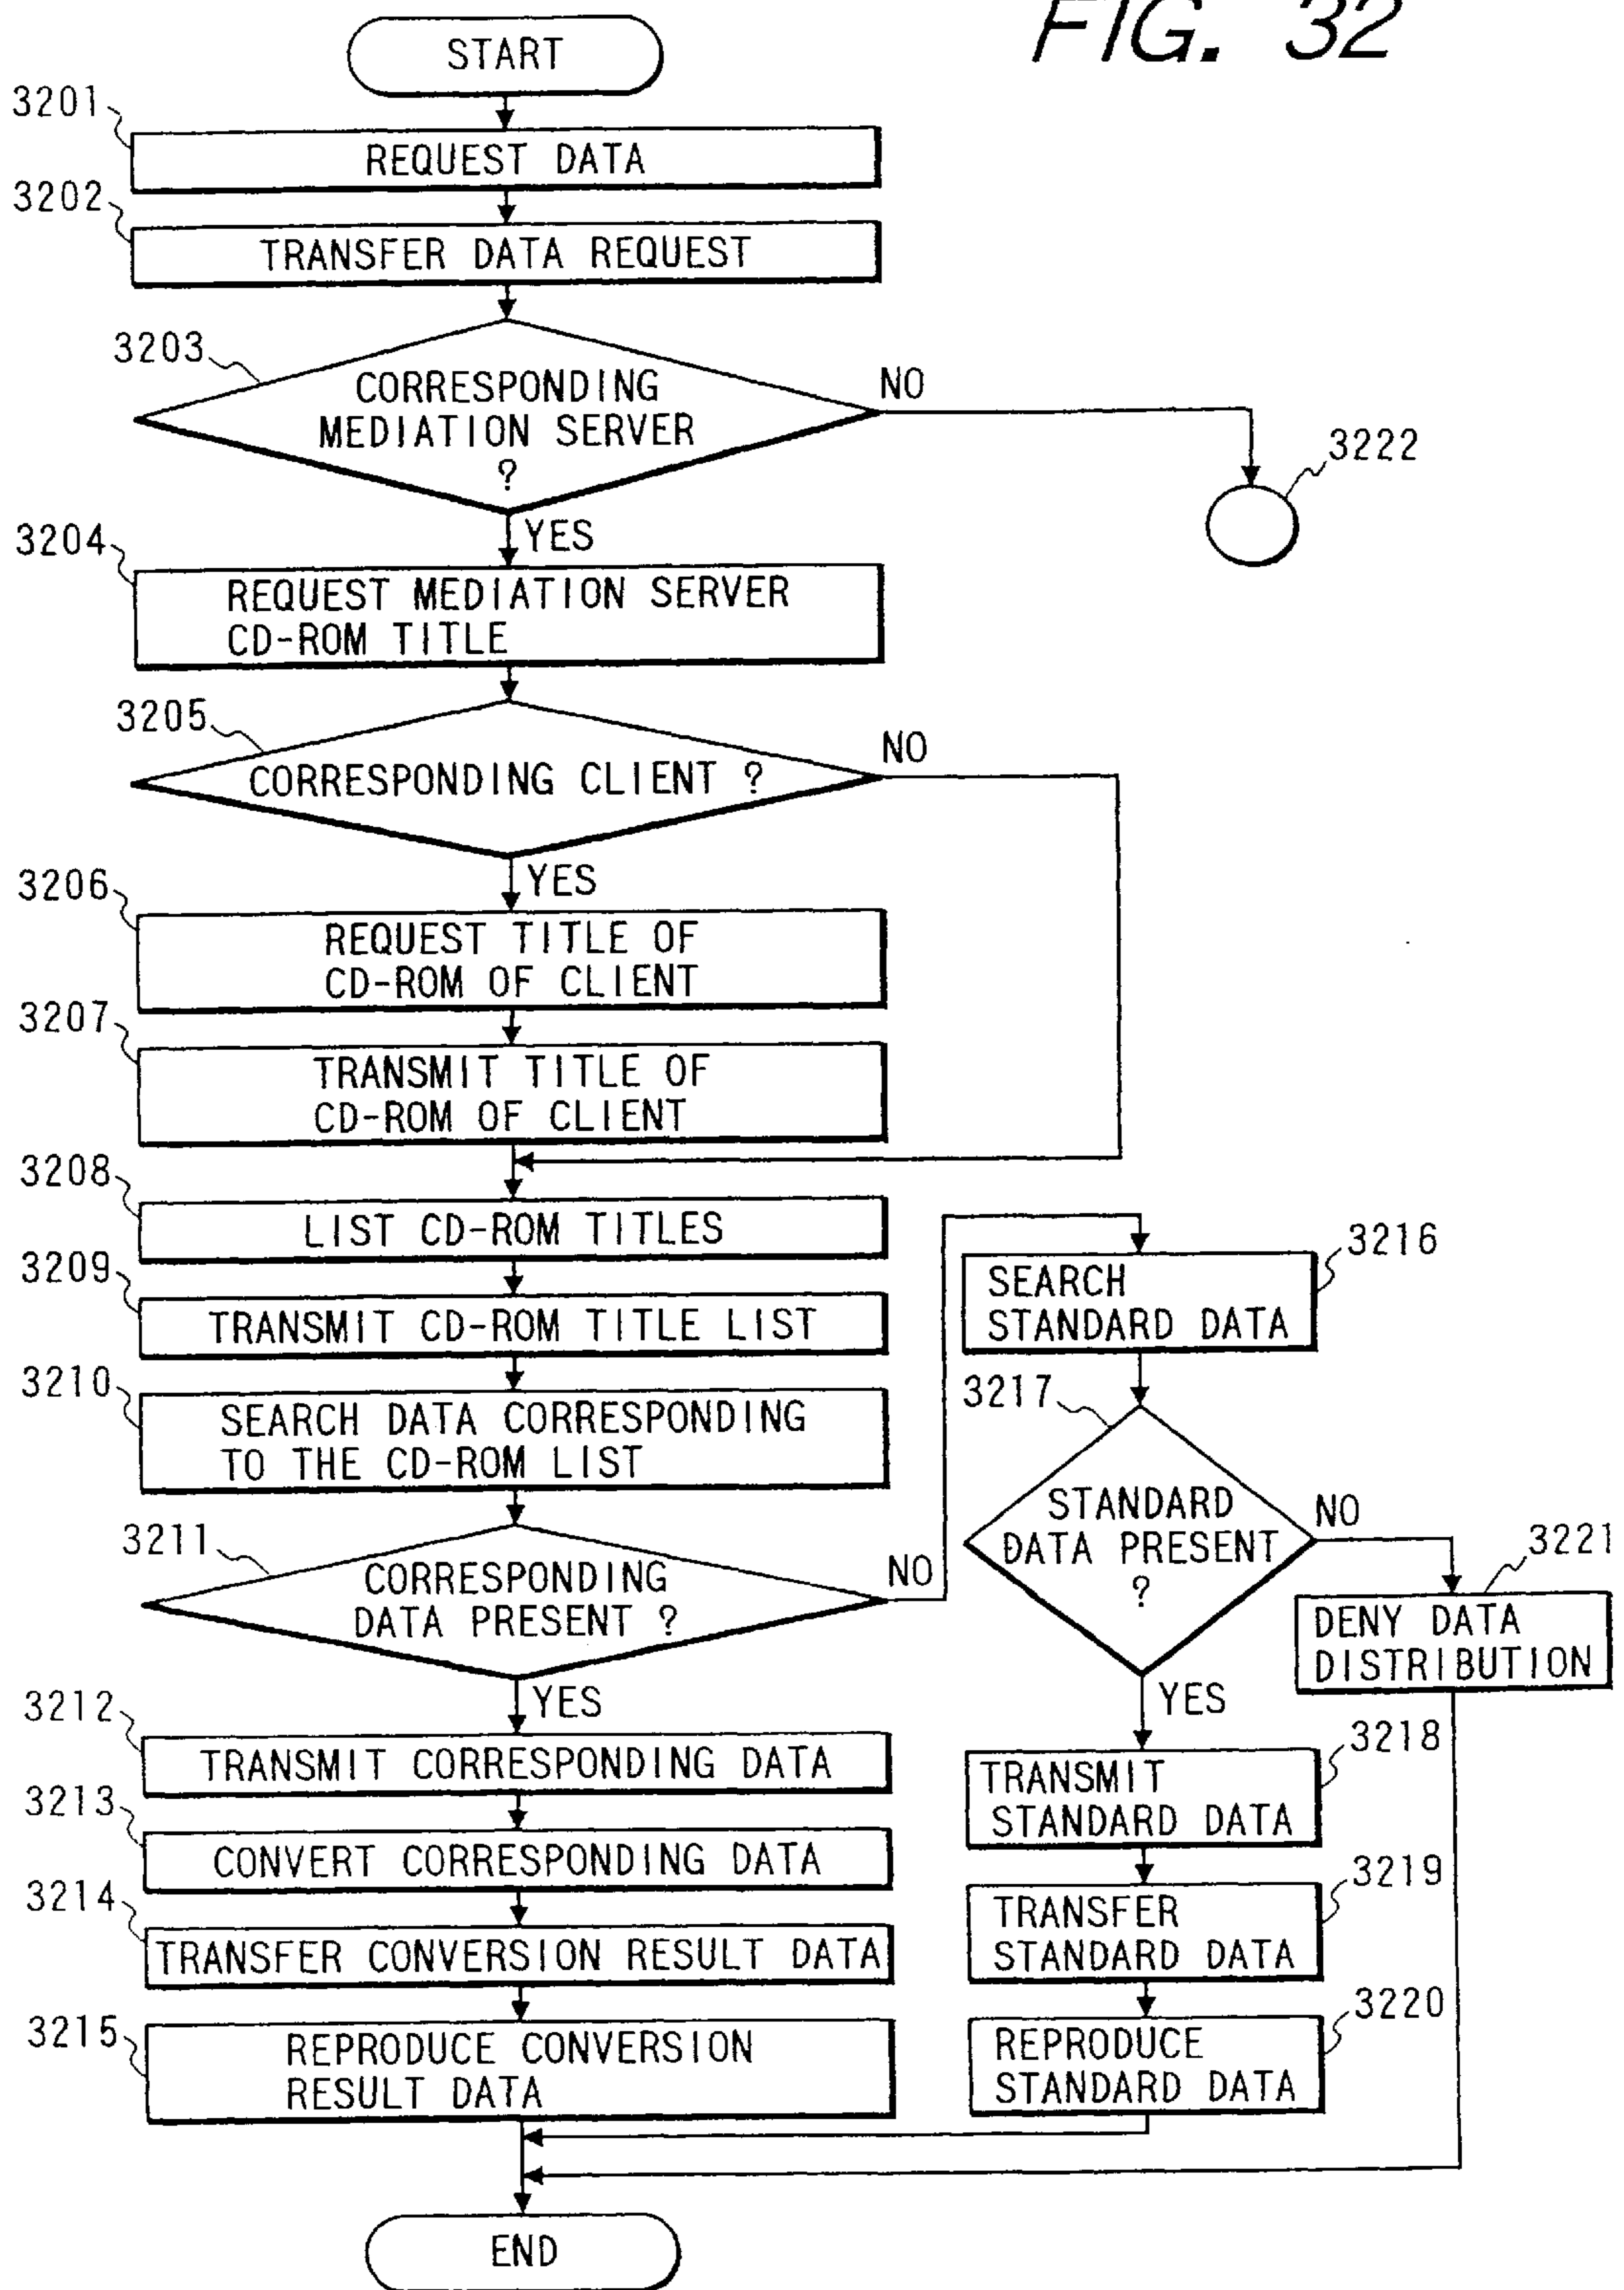 FIG. 32
START
3201
REQUEST DATA
3202
TRANSFER DATA REQUEST
3203
CORRESPONDING
MEDIATION SERVER
?
NO
3222
YES
3204
REQUEST MEDIATION SERVER
CD-ROM TITLE
3205
CORRESPONDING CLIENT ?
NO
YES
3206
REQUEST TITLE OF
CD-ROM OF CLIENT
3207
TRANSMIT TITLE OF
CD-ROM OF CLIENT
3208
LIST CD-ROM TITLES
3209
TRANSMIT CD-ROM TITLE LIST
3210
SEARCH DATA CORRESPONDING
TO THE CD-ROM LIST
3211
CORRESPONDING
DATA PRESENT ?
NO
YES
3212
TRANSMIT CORRESPONDING DATA
3213
CONVERT CORRESPONDING DATA
3214
TRANSFER CONVERSION RESULT DATA
3215
REPRODUCE CONVERSION
RESULT DATA
3216
SEARCH
STANDARD DATA
3217
STANDARD
DATA PRESENT
?
NO
3221
DENY DATA
DISTRIBUTION
YES
3218
TRANSMIT
STANDARD DATA
3219
TRANSFER
STANDARD DATA
3220
REPRODUCE
STANDARD DATA
END